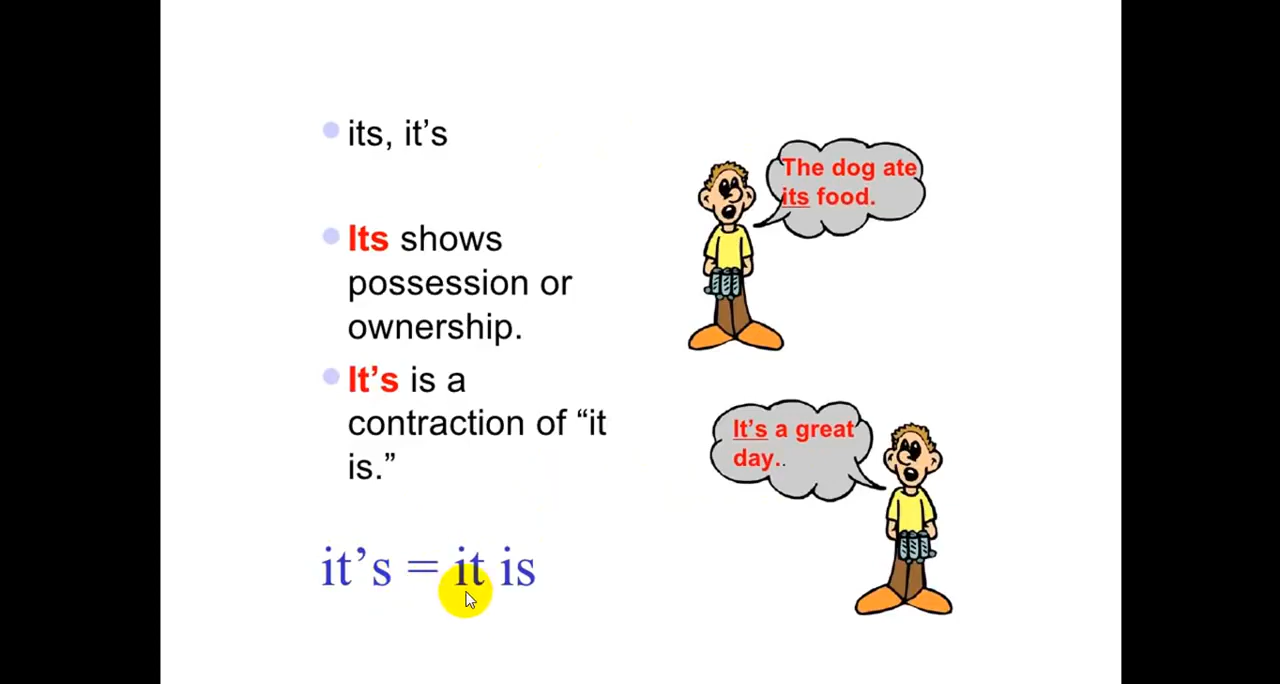 its, it’s
Its shows
possession or
ownership.
It’s is a
contraction of “it
is.”
it’s = it is
The dog ate
its food.
It’s a great
day..